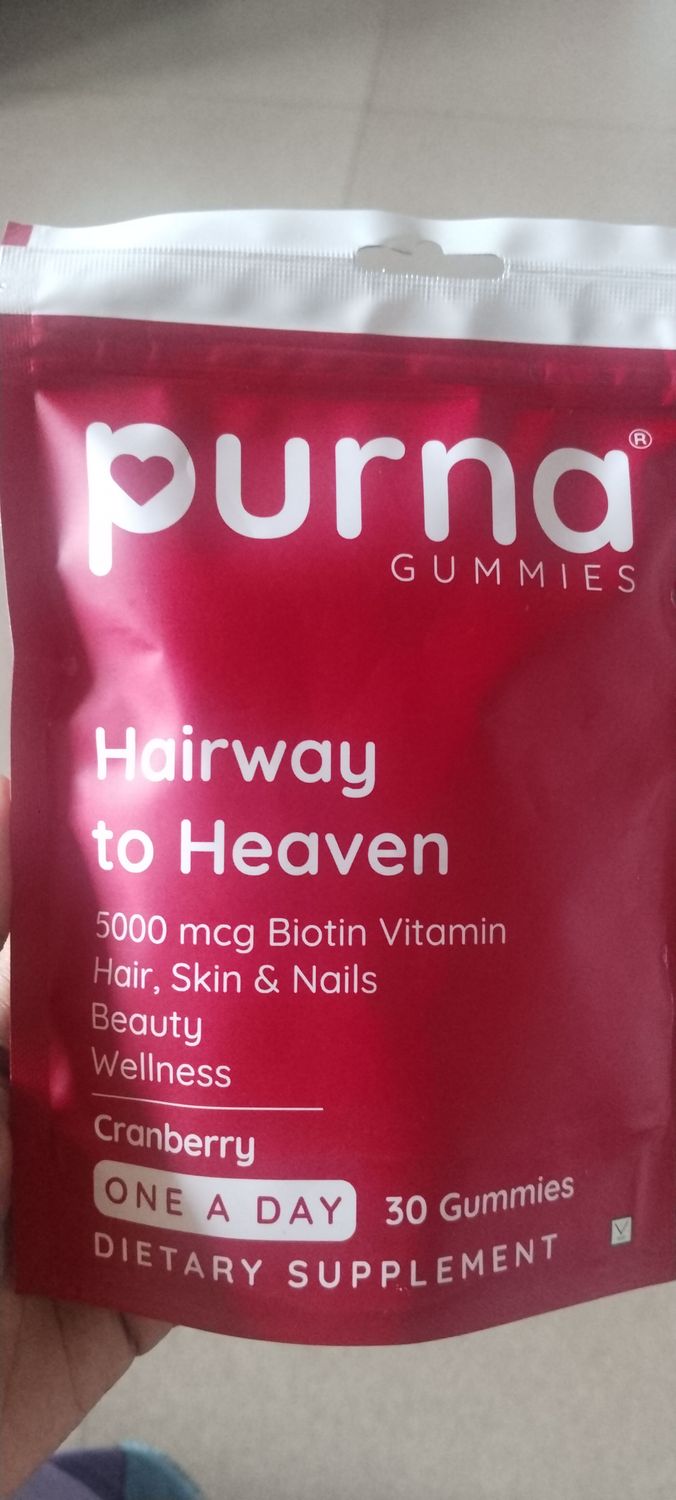 purna®
GUMMIES
Hairway
to Heaven
5000 mcg Biotin Vitamin
Hair, Skin & Nails
Beauty
Wellness
Cranberry
ONE A DAY 30 Gummies
DIETARY SUPPLEMENT